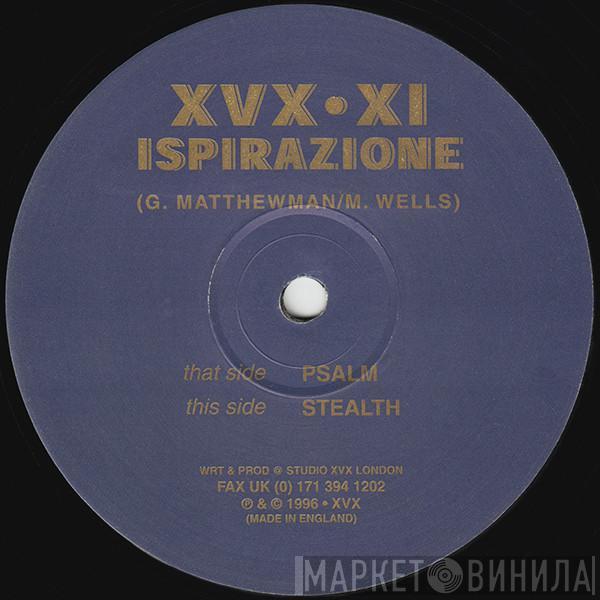 XVX • XI
ISPIRAZIONE
(G. MATTHEWMAN/M. WELLS)
that side PSALM
this side STEALTH
WRT & PROD @ STUDIO XVX LONDON
FAX UK (0) 171 394 1202
℗ & © 1996 • XVX
(MADE IN ENGLAND)
МАРКЕТ ВИНИЛА